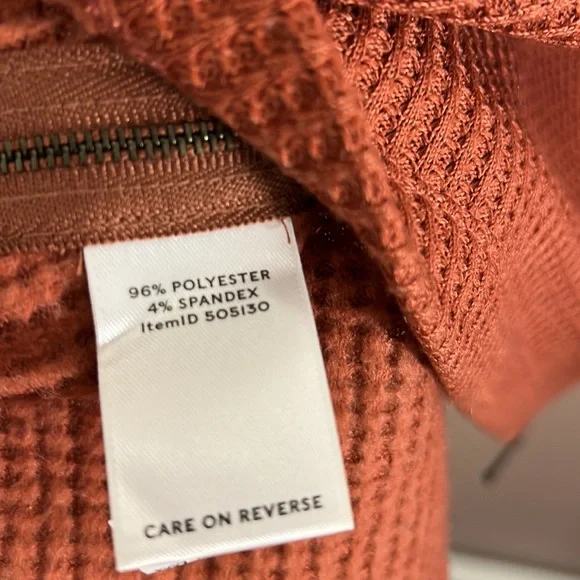 96% POLYESTER
4% SPANDEX
ItemID 505130
CARE ON REVERSE